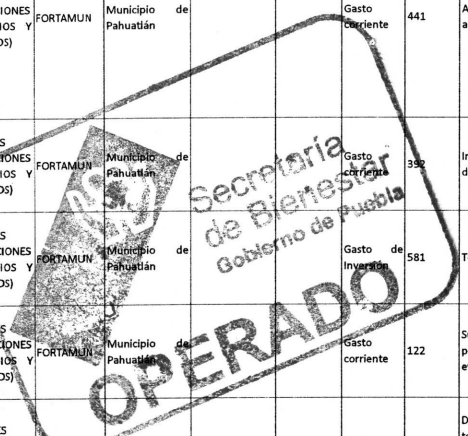 IONES
IOS Y
OS)
FORTAMUN
Municipio de
Pahuatlán
Gasto
corriente
441
A
a
S
IONES
IOS Y
OS)
FORTAMUN
Municipio de
Pahuatlán
Gasto
corriente
392
In
d
S
CIONES
IOS Y
OS)
FORTAMUN
Municipio de
Pahuatlán
Gasto de
Inversión
581
T
S
IONES
IOS Y
OS)
FORTAMUN
Municipio de
Pahuatlán
Gasto
corriente
122
p
e
ES
D
Secretaría
de Bienestar
Gobierno de Puebla
OPERADO